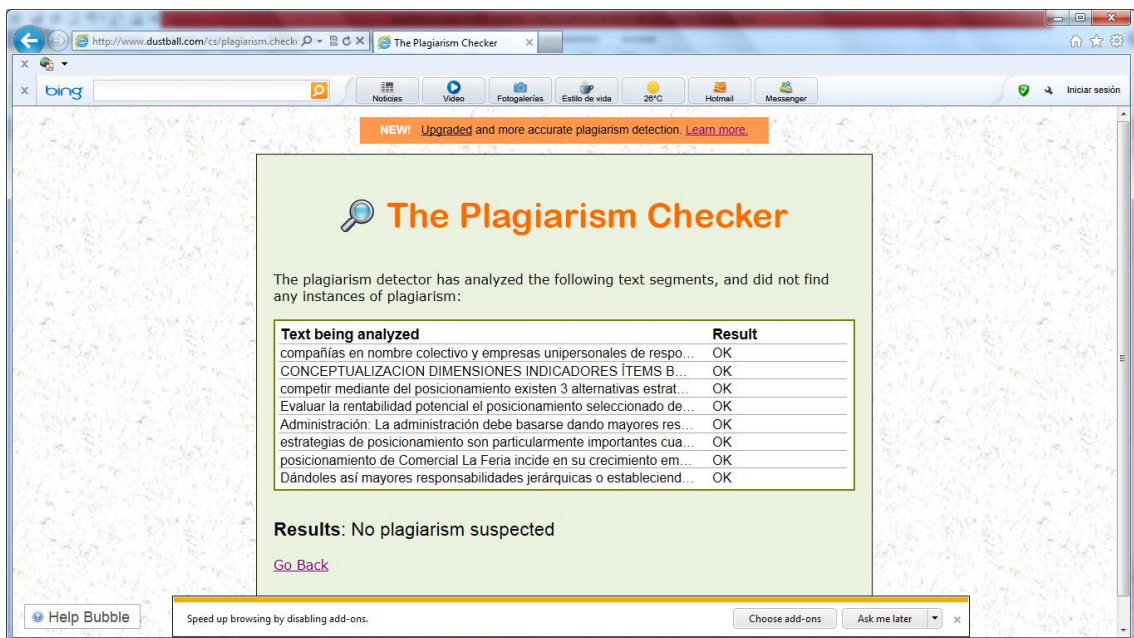 http://www.dustball.com/cs/plagiarism.check
The Plagiarism Checker
bing
Noticias
Video
Fotogalerías
Estilo de vida
26°C
Hotmail
Messenger
Iniciar sesión
NEW! Upgraded and more accurate plagiarism detection. Learn more.
The Plagiarism Checker
The plagiarism detector has analyzed the following text segments, and did not find
any instances of plagiarism:
Text being analyzed Result
compañías en nombre colectivo y empresas unipersonales de respo... OK
CONCEPTUALIZACION DIMENSIONES INDICADORES ÍTEMS B... OK
competir mediante del posicionamiento existen 3 alternativas estrat... OK
Evaluar la rentabilidad potencial el posicionamiento seleccionado de... OK
Administración: La administración debe basarse dando mayores res... OK
estrategias de posicionamiento son particularmente importantes cua... OK
posicionamiento de Comercial La Feria incide en su crecimiento em... OK
Dándoles así mayores responsabilidades jerárquicas o estableciend... OK
Results: No plagiarism suspected
Go Back
Help Bubble
Speed up browsing by disabling add-ons.
Choose add-ons
Ask me later